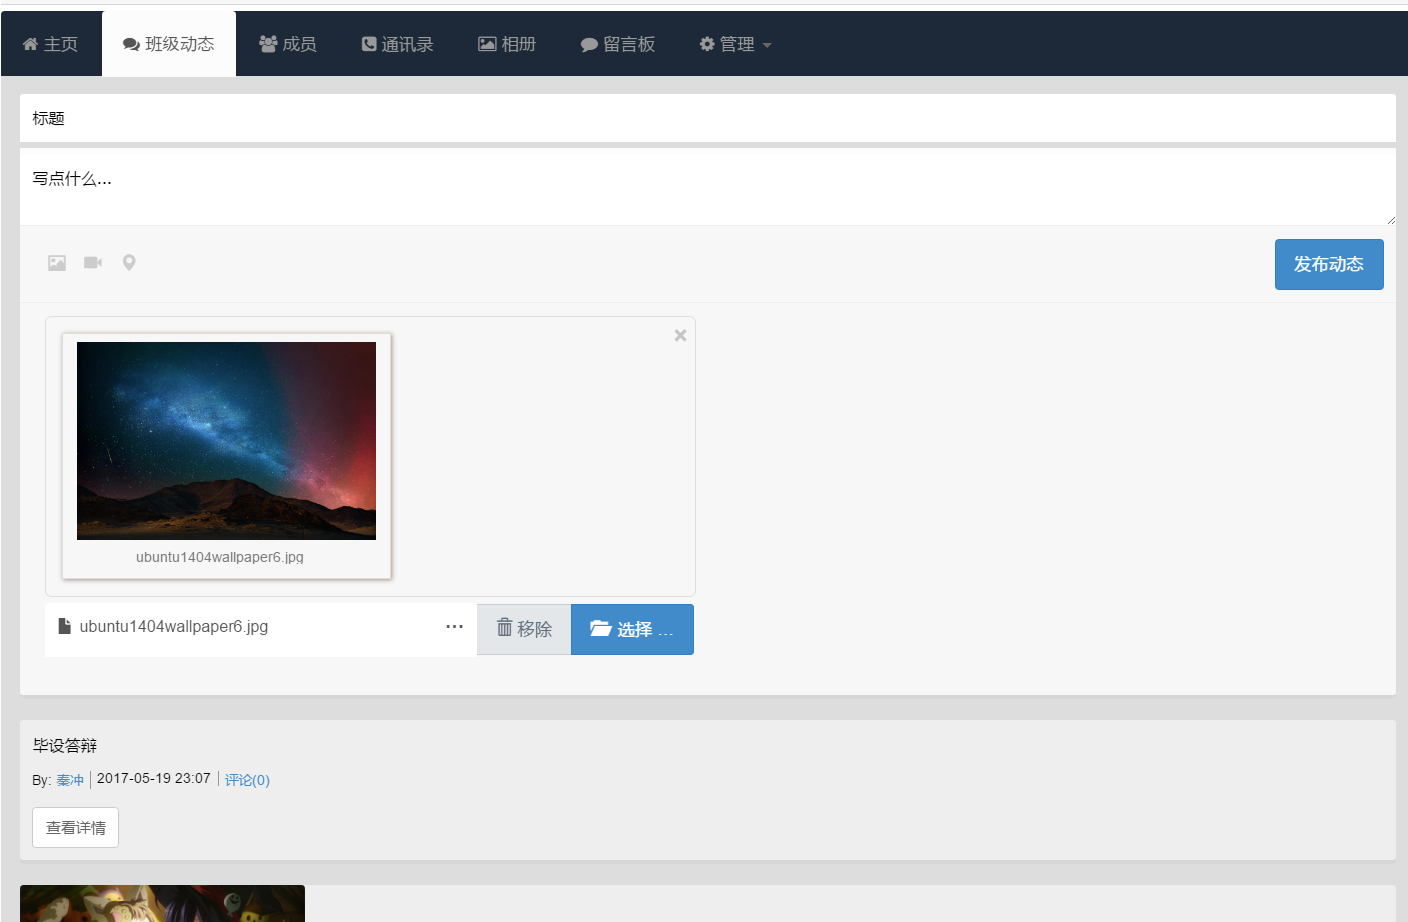 主页 班级动态 成员 通讯录 相册 留言板 管理
标题
写点什么...
发布动态
ubuntu1404wallpaper6.jpg
ubuntu1404wallpaper6.jpg ... 移除 选择 ...
毕设答辩
By: 秦冲 2017-05-19 23:07 评论(0)
查看详情